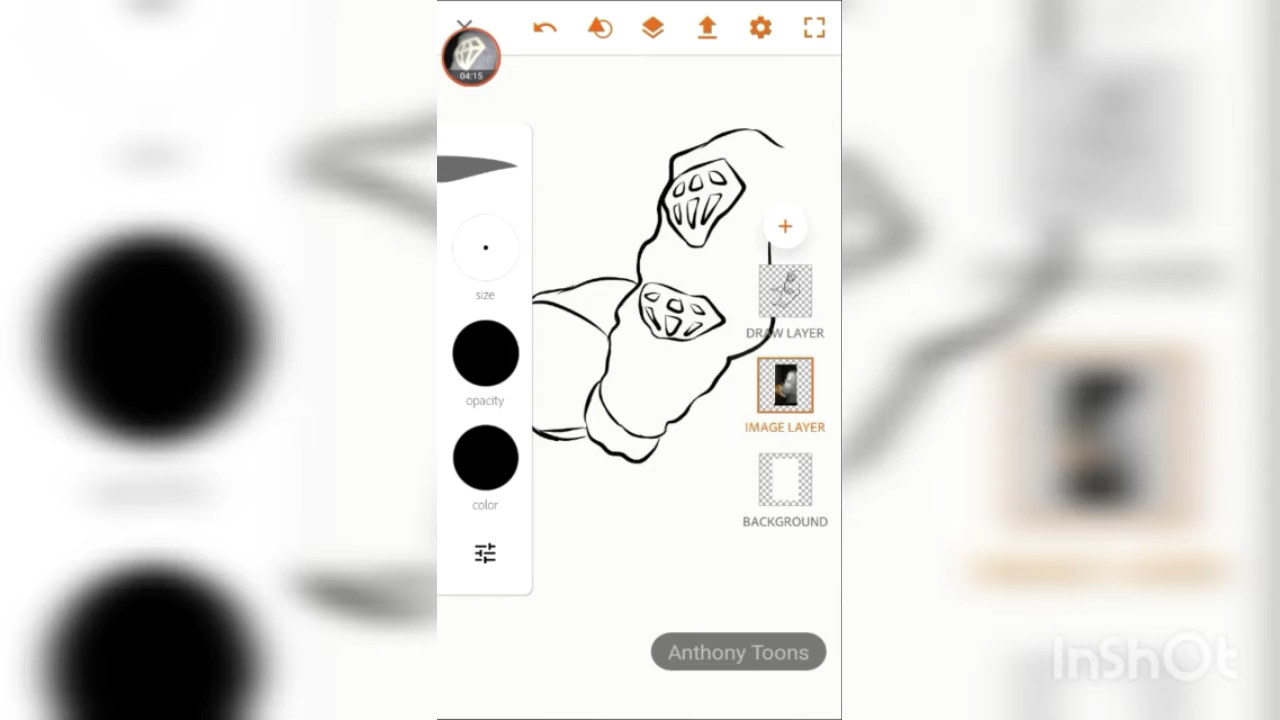 04:15
size
DRAW LAYER
opacity
IMAGE LAYER
color
BACKGROUND
Anthony Toons
InShOt